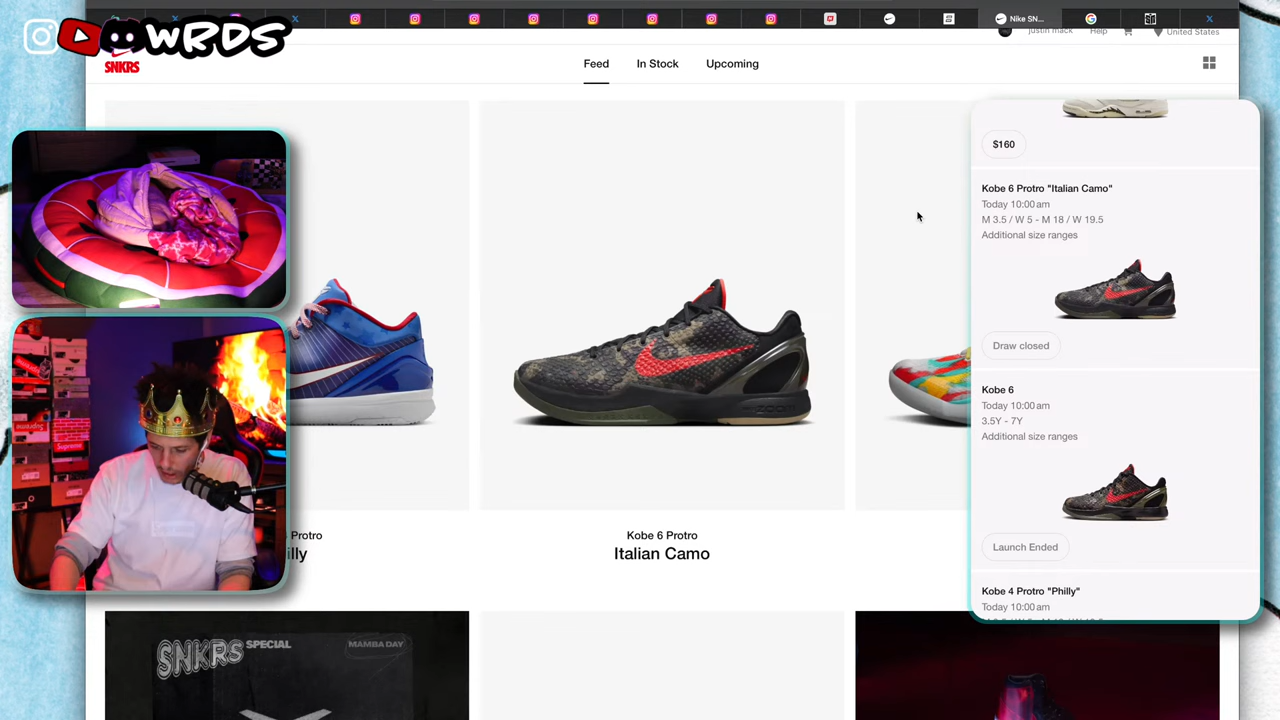 WRDS
Nike SN...
justin mack
Help
United States
SNKRS
Feed
In Stock
Upcoming
$160
Kobe 6 Protro "Italian Camo"
Today 10:00 am
M 3.5 / W 5 - M 18 / W 19.5
Additional size ranges
Draw closed
Kobe 6
Today 10:00 am
3.5Y - 7Y
Additional size ranges
Launch Ended
Kobe 4 Protro "Philly"
Today 10:00 am
Protro
illy
Kobe 6 Protro
Italian Camo
SNKRS SPECIAL
MAMBA DAY
Supreme